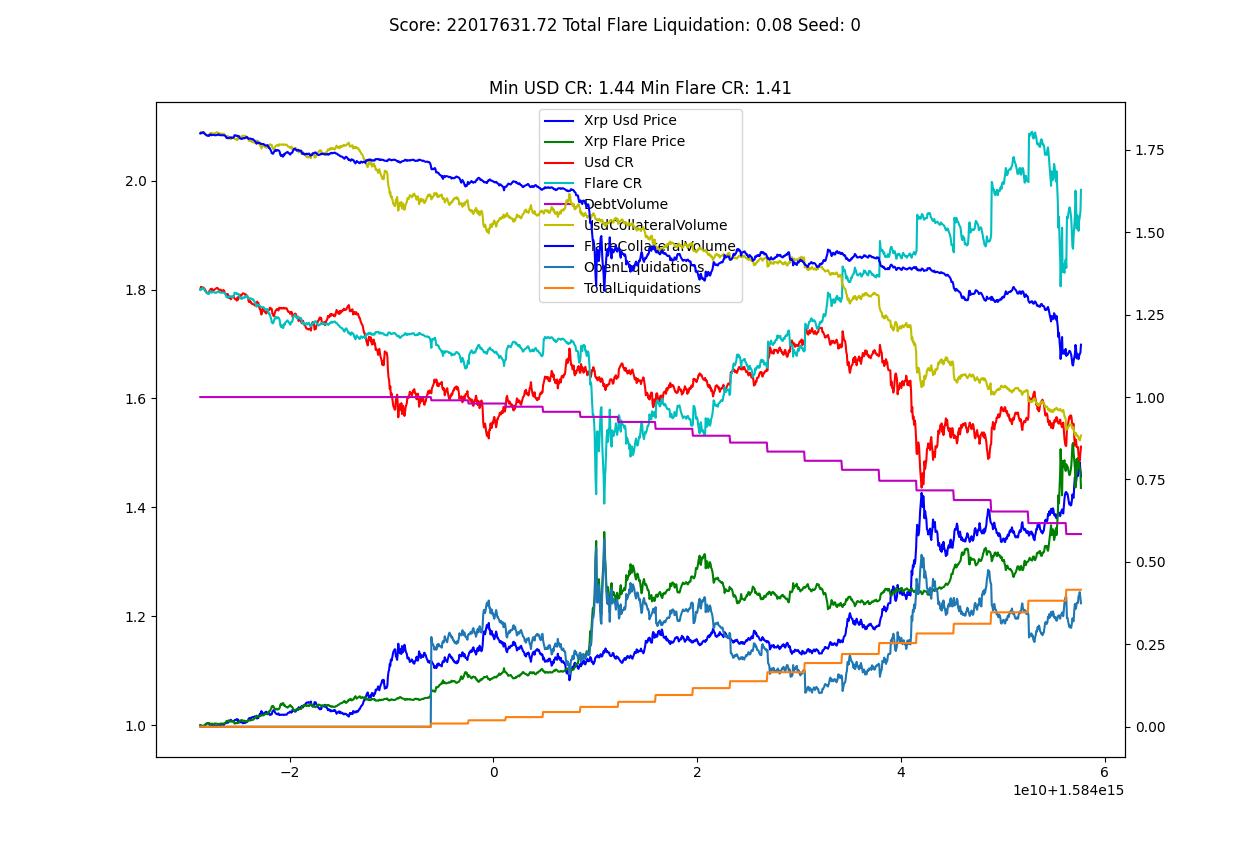 Score: 22017631.72 Total Flare Liquidation: 0.08 Seed: 0
Min USD CR: 1.44 Min Flare CR: 1.41
Xrp Usd Price
Xrp Flare Price
Usd CR
Flare CR
DebtVolume
UsdCollateralVolume
FlareCollateralVolume
OpenLiquidations
TotalLiquidations
2.0
1.8
1.6
1.4
1.2
1.0
1.75
1.50
1.25
1.00
0.75
0.50
0.25
0.00
−2
0
2
4
6
1e10+1.584e15